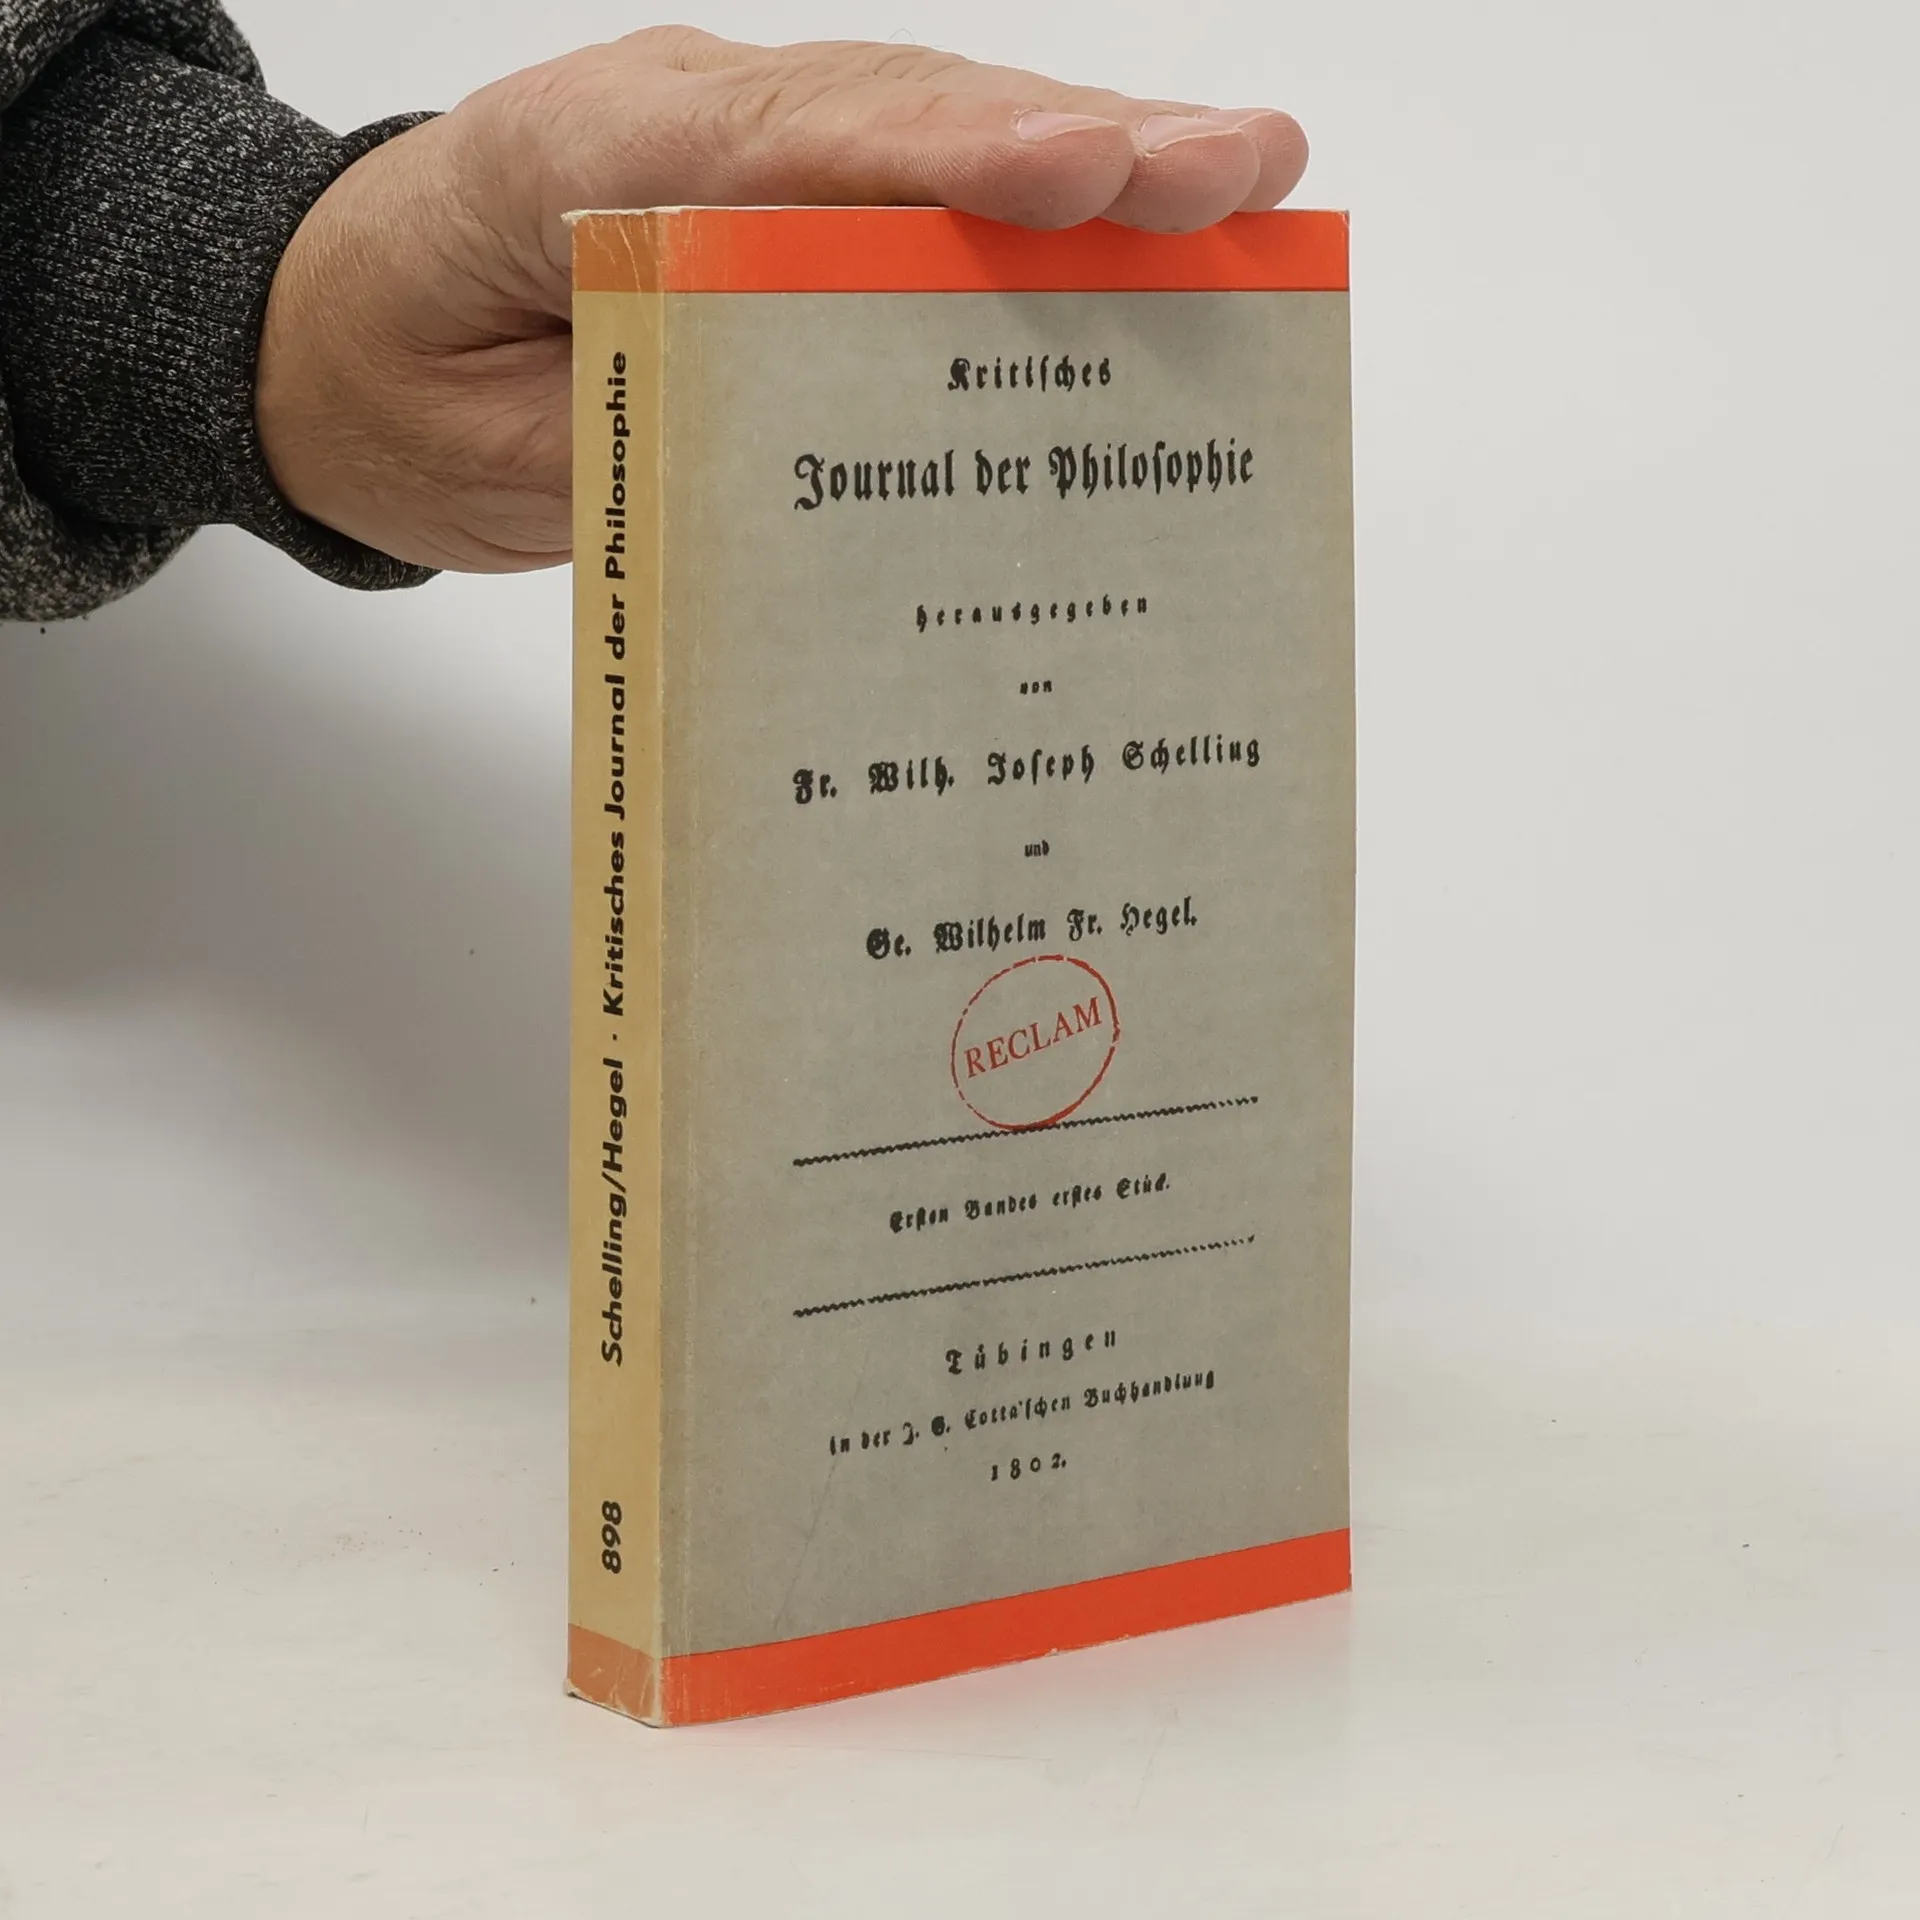 Schelling/Hegel · Kritisches Journal der Philosophie
898
Kritisches
Journal der Philosophie
herausgegeben
von
Fr. Wilh. Joseph Schelling
und
Ge. Wilhelm Fr. Hegel.
RECLAM
Ersten Bandes erstes Stück.
Tübingen
in der J. G. Cotta'schen Buchhandlung
1802.